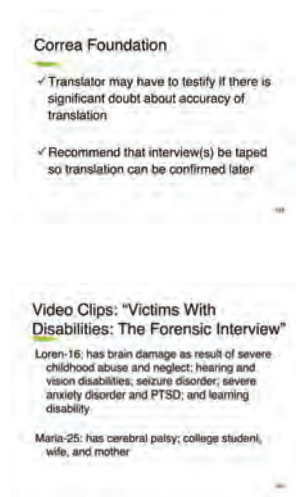 Correa Foundation
✓ Translator may have to testify if there is
significant doubt about accuracy of
translation
✓ Recommend that interview(s) be taped
so translation can be confirmed later
Video Clips: "Victims With
Disabilities: The Forensic Interview"
Loren-16; has brain damage as result of severe
childhood abuse and neglect; hearing and
vision disabilities; seizure disorder; severe
anxiety disorder and PTSD; and learning
disability
Maria-25: has cerebral palsy; college student,
wife, and mother